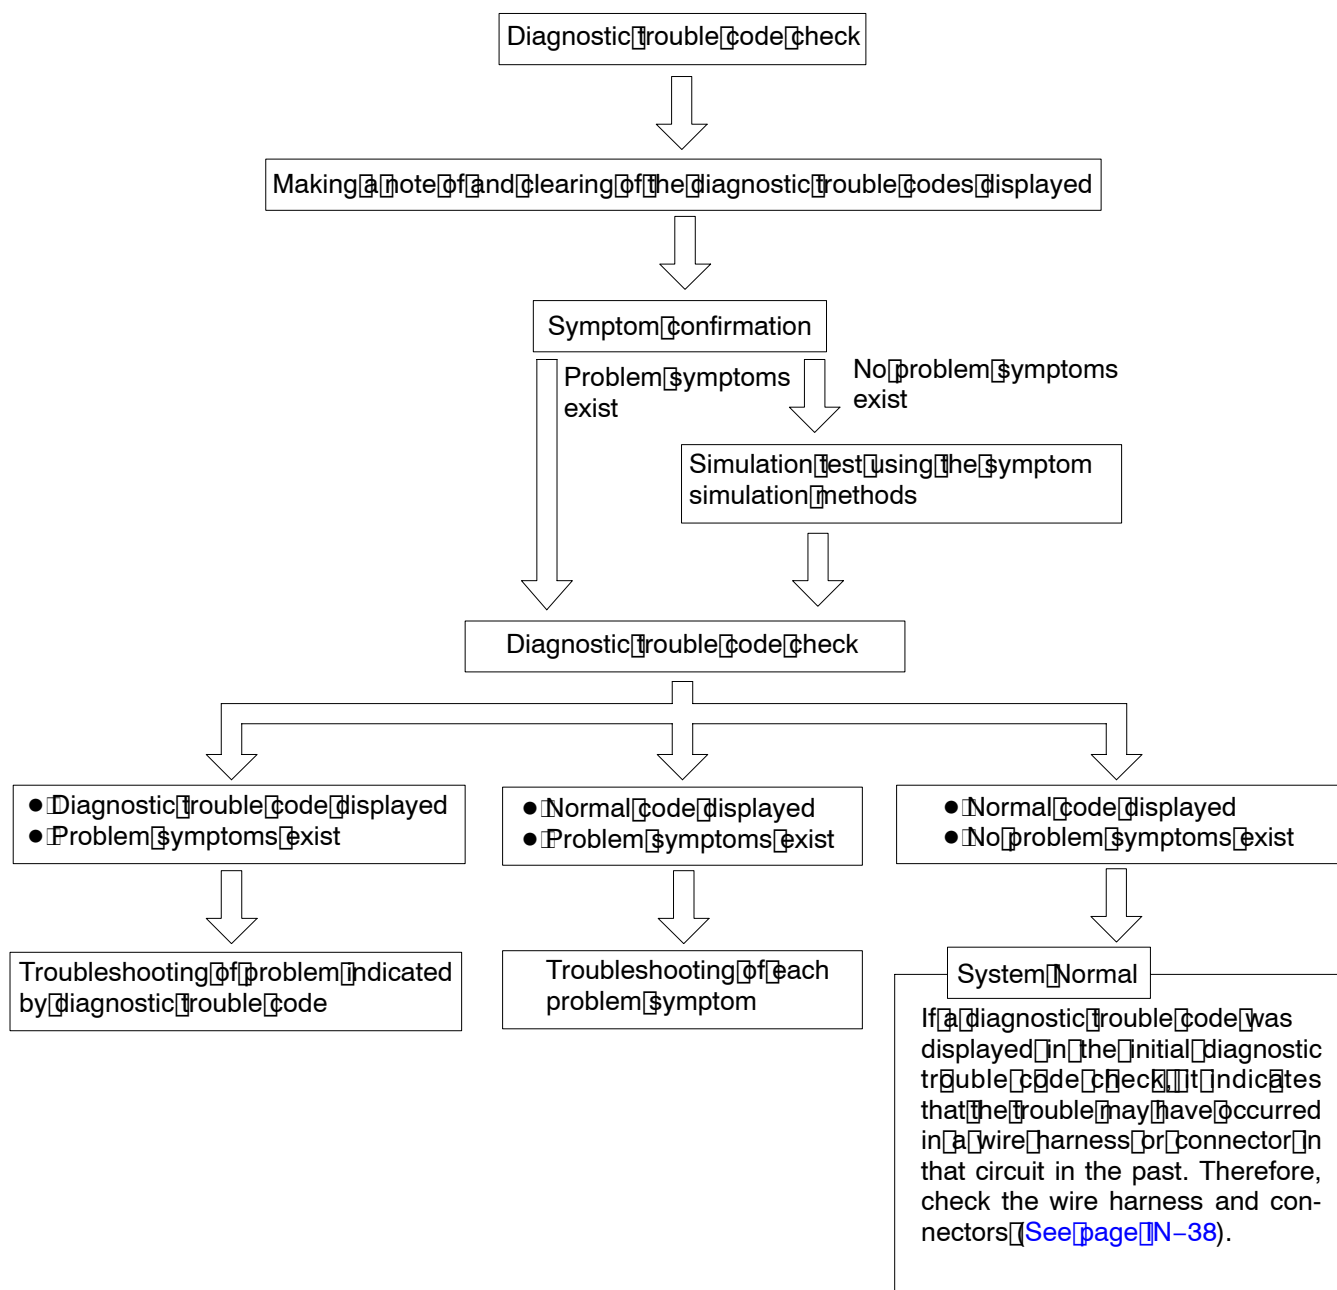 Diagnostic trouble code check
Making a note of and clearing of the diagnostic trouble codes displayed
Symptom confirmation
Problem symptoms
exist
No problem symptoms
exist
Simulation test using the symptom
simulation methods
Diagnostic trouble code check
● Diagnostic trouble code displayed
● Problem symptoms exist
● Normal code displayed
● Problem symptoms exist
● Normal code displayed
● No problem symptoms exist
Troubleshooting of problem indicated
by diagnostic trouble code
Troubleshooting of each
problem symptom
System Normal
If a diagnostic trouble code was
displayed in the initial diagnostic
trouble code check, it indicates
that the trouble may have occurred
in a wire harness or connector in
that circuit in the past. Therefore,
check the wire harness and con-
nectors (See page IN−38).